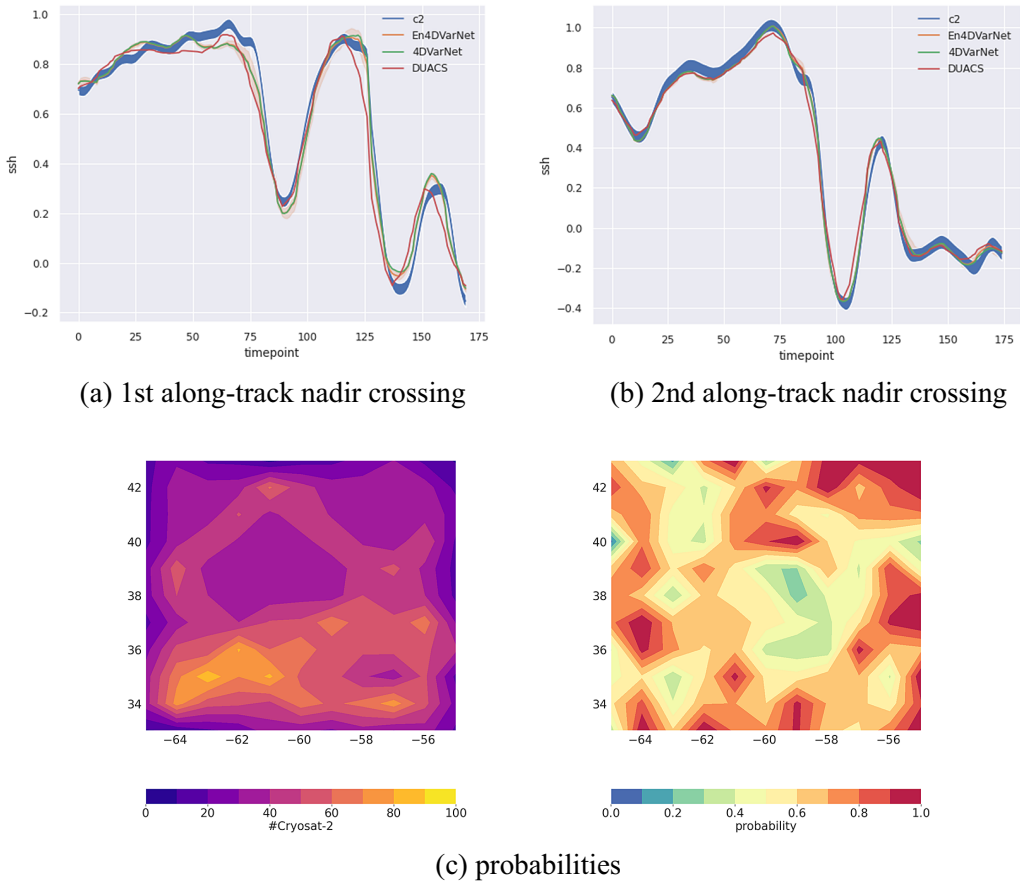 1.0
0.8
0.6
0.4
0.2
0.0
−0.2
ssh
c2
En4DVarNet
4DVarNet
DUACS
0 25 50 75 100 125 150 175
timepoint
(a) 1st along-track nadir crossing
1.0
0.8
0.6
0.4
0.2
0.0
−0.2
−0.4
ssh
c2
En4DVarNet
4DVarNet
DUACS
0 25 50 75 100 125 150 175
timepoint
(b) 2nd along-track nadir crossing
42
40
38
36
34
−64 −62 −60 −58 −56
0 20 40 60 80 100
#Cryosat-2
42
40
38
36
34
−64 −62 −60 −58 −56
0.0 0.2 0.4 0.6 0.8 1.0
probability
(c) probabilities